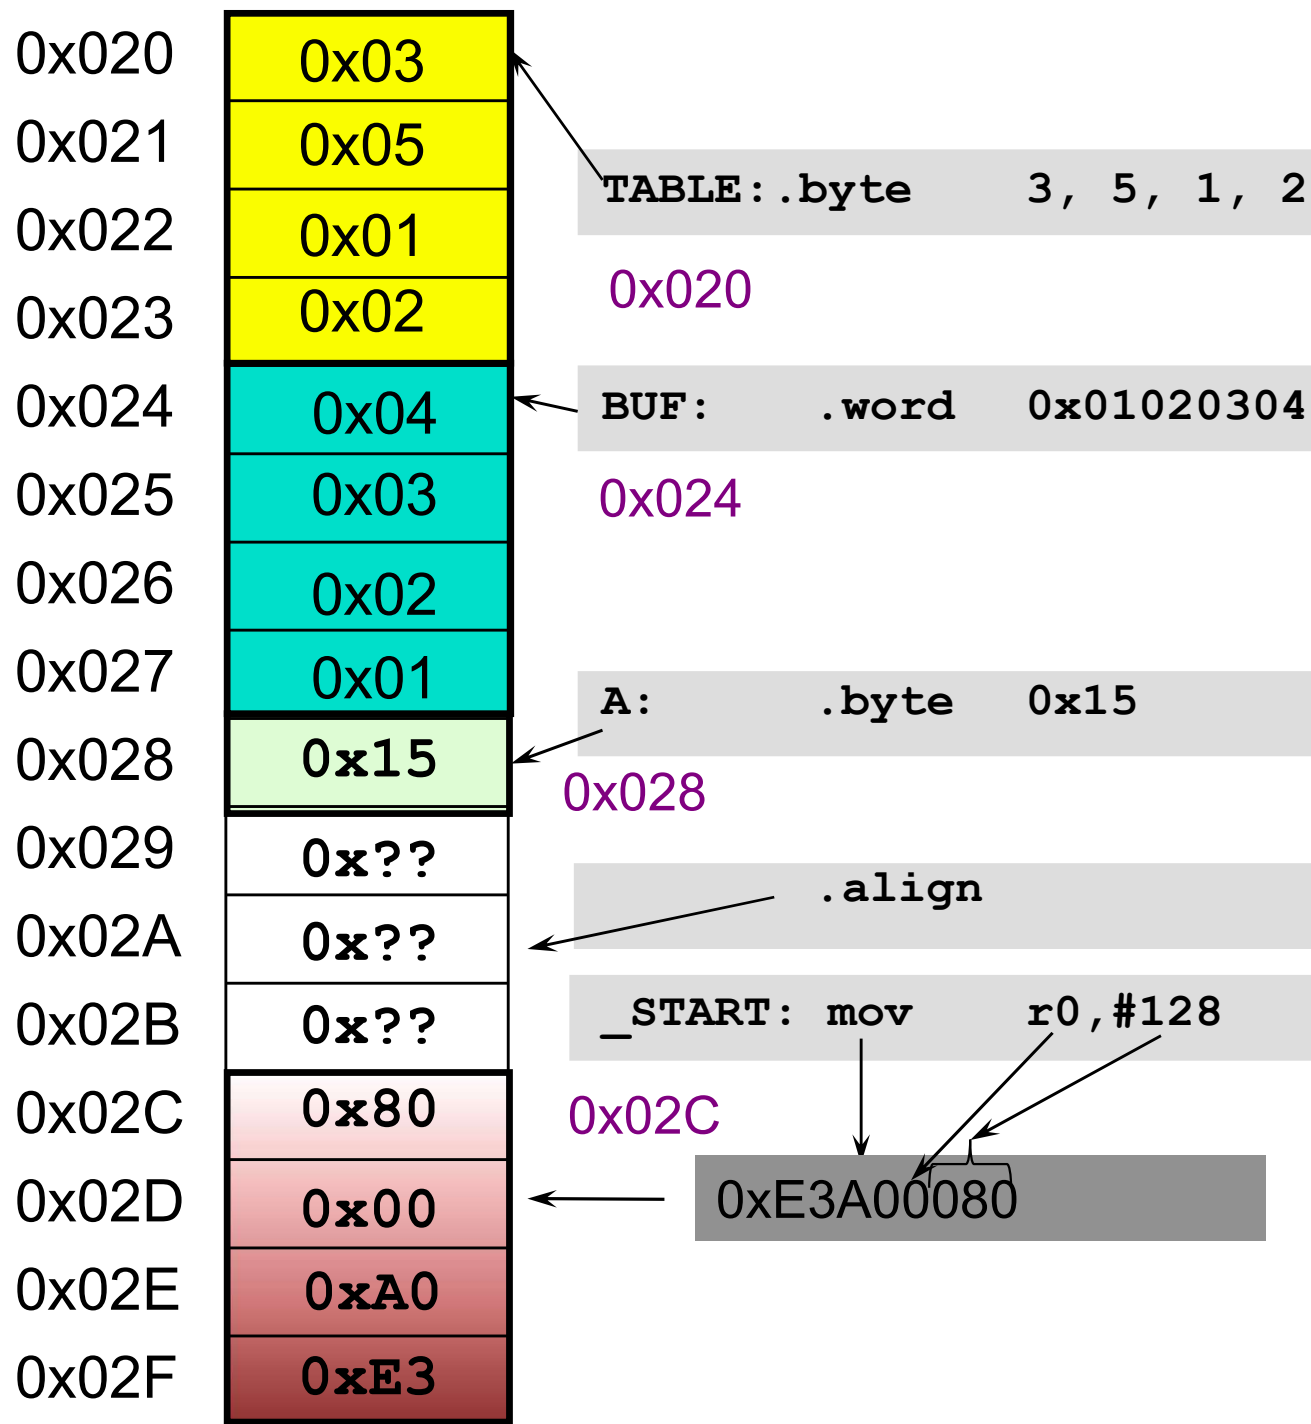 0x020 0x03
0x021 0x05
TABLE: .byte 3, 5, 1, 2
0x022 0x01
0x020
0x023 0x02
0x024 0x04
BUF: .word 0x01020304
0x025 0x03
0x024
0x026 0x02
0x027 0x01
A: .byte 0x15
0x028 0x15
0x028
0x029 0x??
.align
0x02A 0x??
0x02B 0x??
_START: mov r0,#128
0x02C 0x80
0x02C
0x02D 0x00
0xE3A00080
0x02E 0xA0
0x02F 0xE3